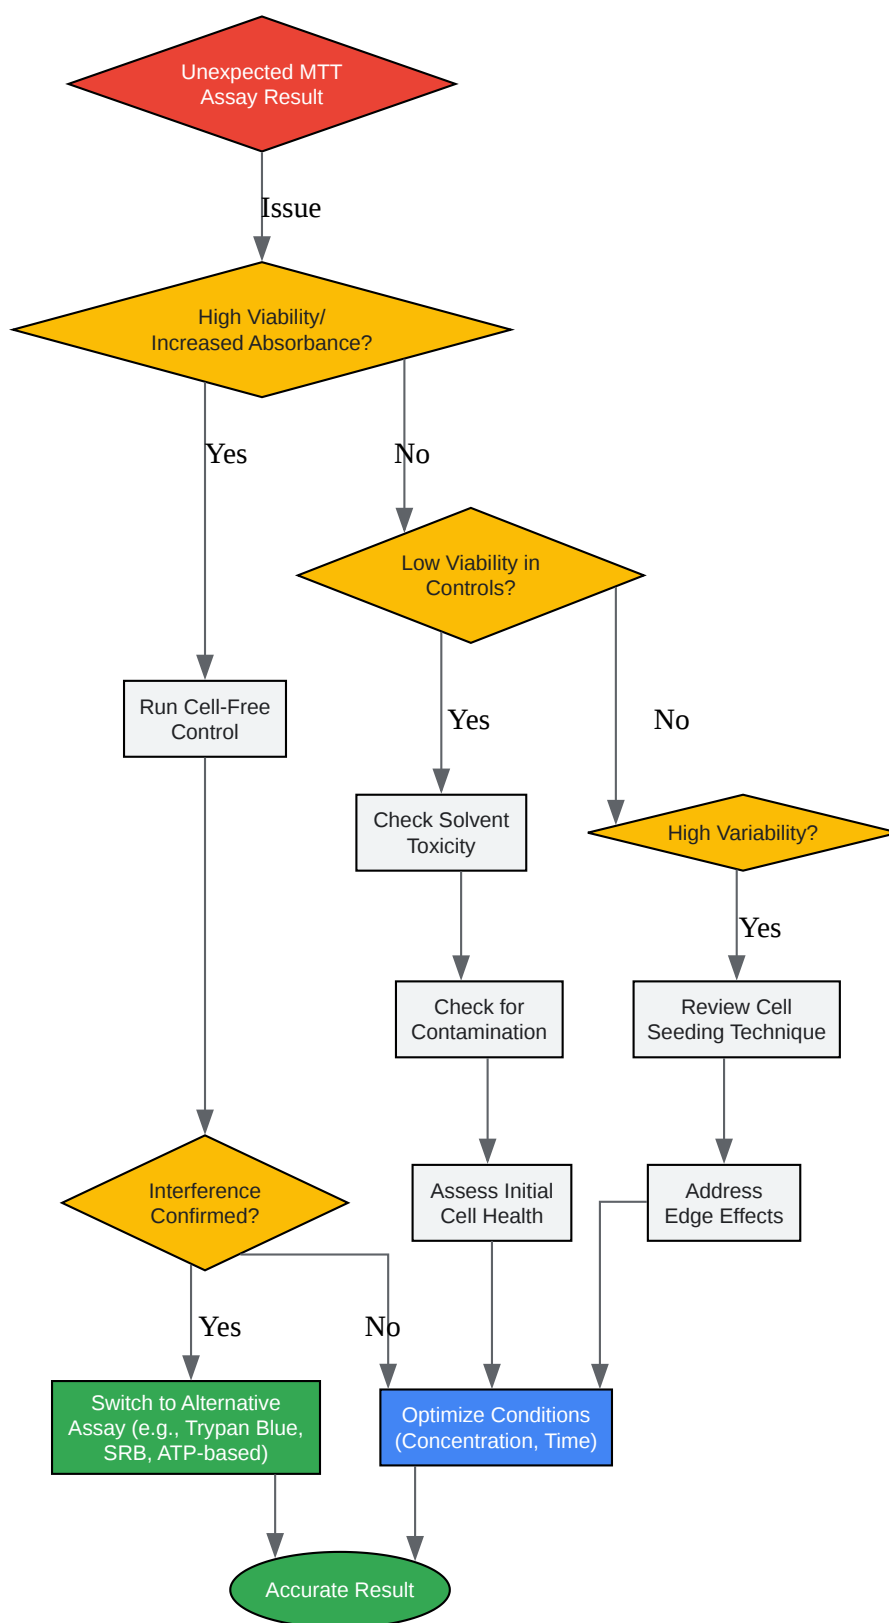 Unexpected MTT
Assay Result
Issue
High Viability/
Increased Absorbance?
Yes
No
Low Viability in
Controls?
Run Cell-Free
Control
Yes
No
Check Solvent
Toxicity
High Variability?
Yes
Check for
Contamination
Review Cell
Seeding Technique
Interference
Confirmed?
Assess Initial
Cell Health
Address
Edge Effects
Yes
No
Switch to Alternative
Assay (e.g., Trypan Blue,
SRB, ATP-based)
Optimize Conditions
(Concentration, Time)
Accurate Result